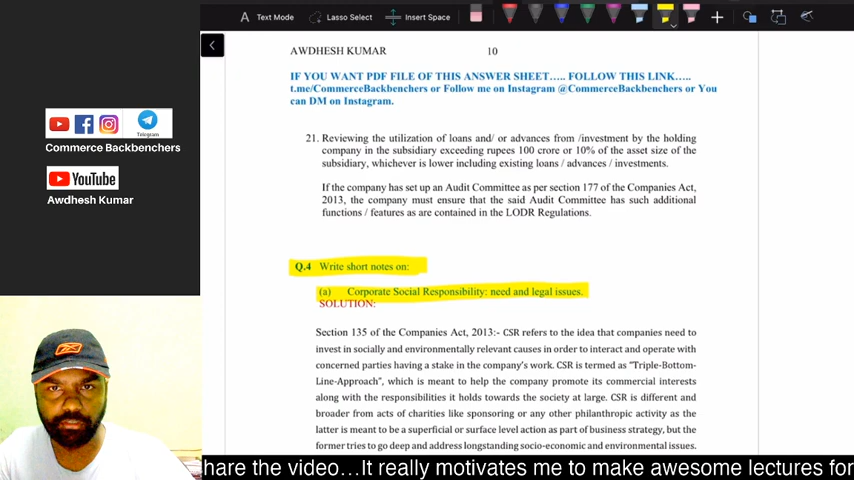 Text Mode
Lasso Select
Insert Space
AWDHESH KUMAR 10
IF YOU WANT PDF FILE OF THIS ANSWER SHEET….. FOLLOW THIS LINK…..
t.me/CommerceBackbenchers or Follow me on Instagram @CommerceBackbenchers or You
can DM on Instagram.
21. Reviewing the utilization of loans and/ or advances from /investment by the holding
company in the subsidiary exceeding rupees 100 crore or 10% of the asset size of the
subsidiary, whichever is lower including existing loans / advances / investments.
If the company has set up an Audit Committee as per section 177 of the Companies Act,
2013, the company must ensure that the said Audit Committee has such additional
functions / features as are contained in the LODR Regulations.
Q.4 Write short notes on:
(a) Corporate Social Responsibility: need and legal issues.
SOLUTION:
Section 135 of the Companies Act, 2013:- CSR refers to the idea that companies need to
invest in socially and environmentally relevant causes in order to interact and operate with
concerned parties having a stake in the company's work. CSR is termed as "Triple-Bottom-
Line-Approach", which is meant to help the company promote its commercial interests
along with the responsibilities it holds towards the society at large. CSR is different and
broader from acts of charities like sponsoring or any other philanthropic activity as the
latter is meant to be a superficial or surface level action as part of business strategy, but the
former tries to go deep and address longstanding socio-economic and environmental issues.
Telegram
Commerce Backbenchers
YouTube
Awdhesh Kumar
Reebok
hare the video…It really motivates me to make awesome lectures for